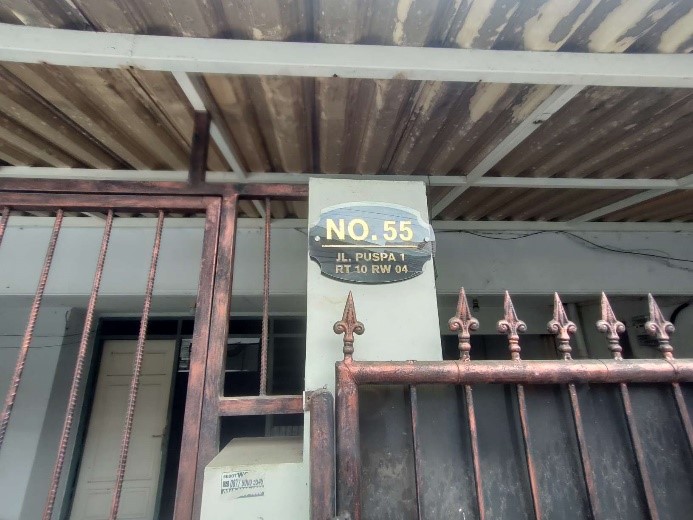 NO. 55
JL. PUSPA 1
RT 10 RW 04